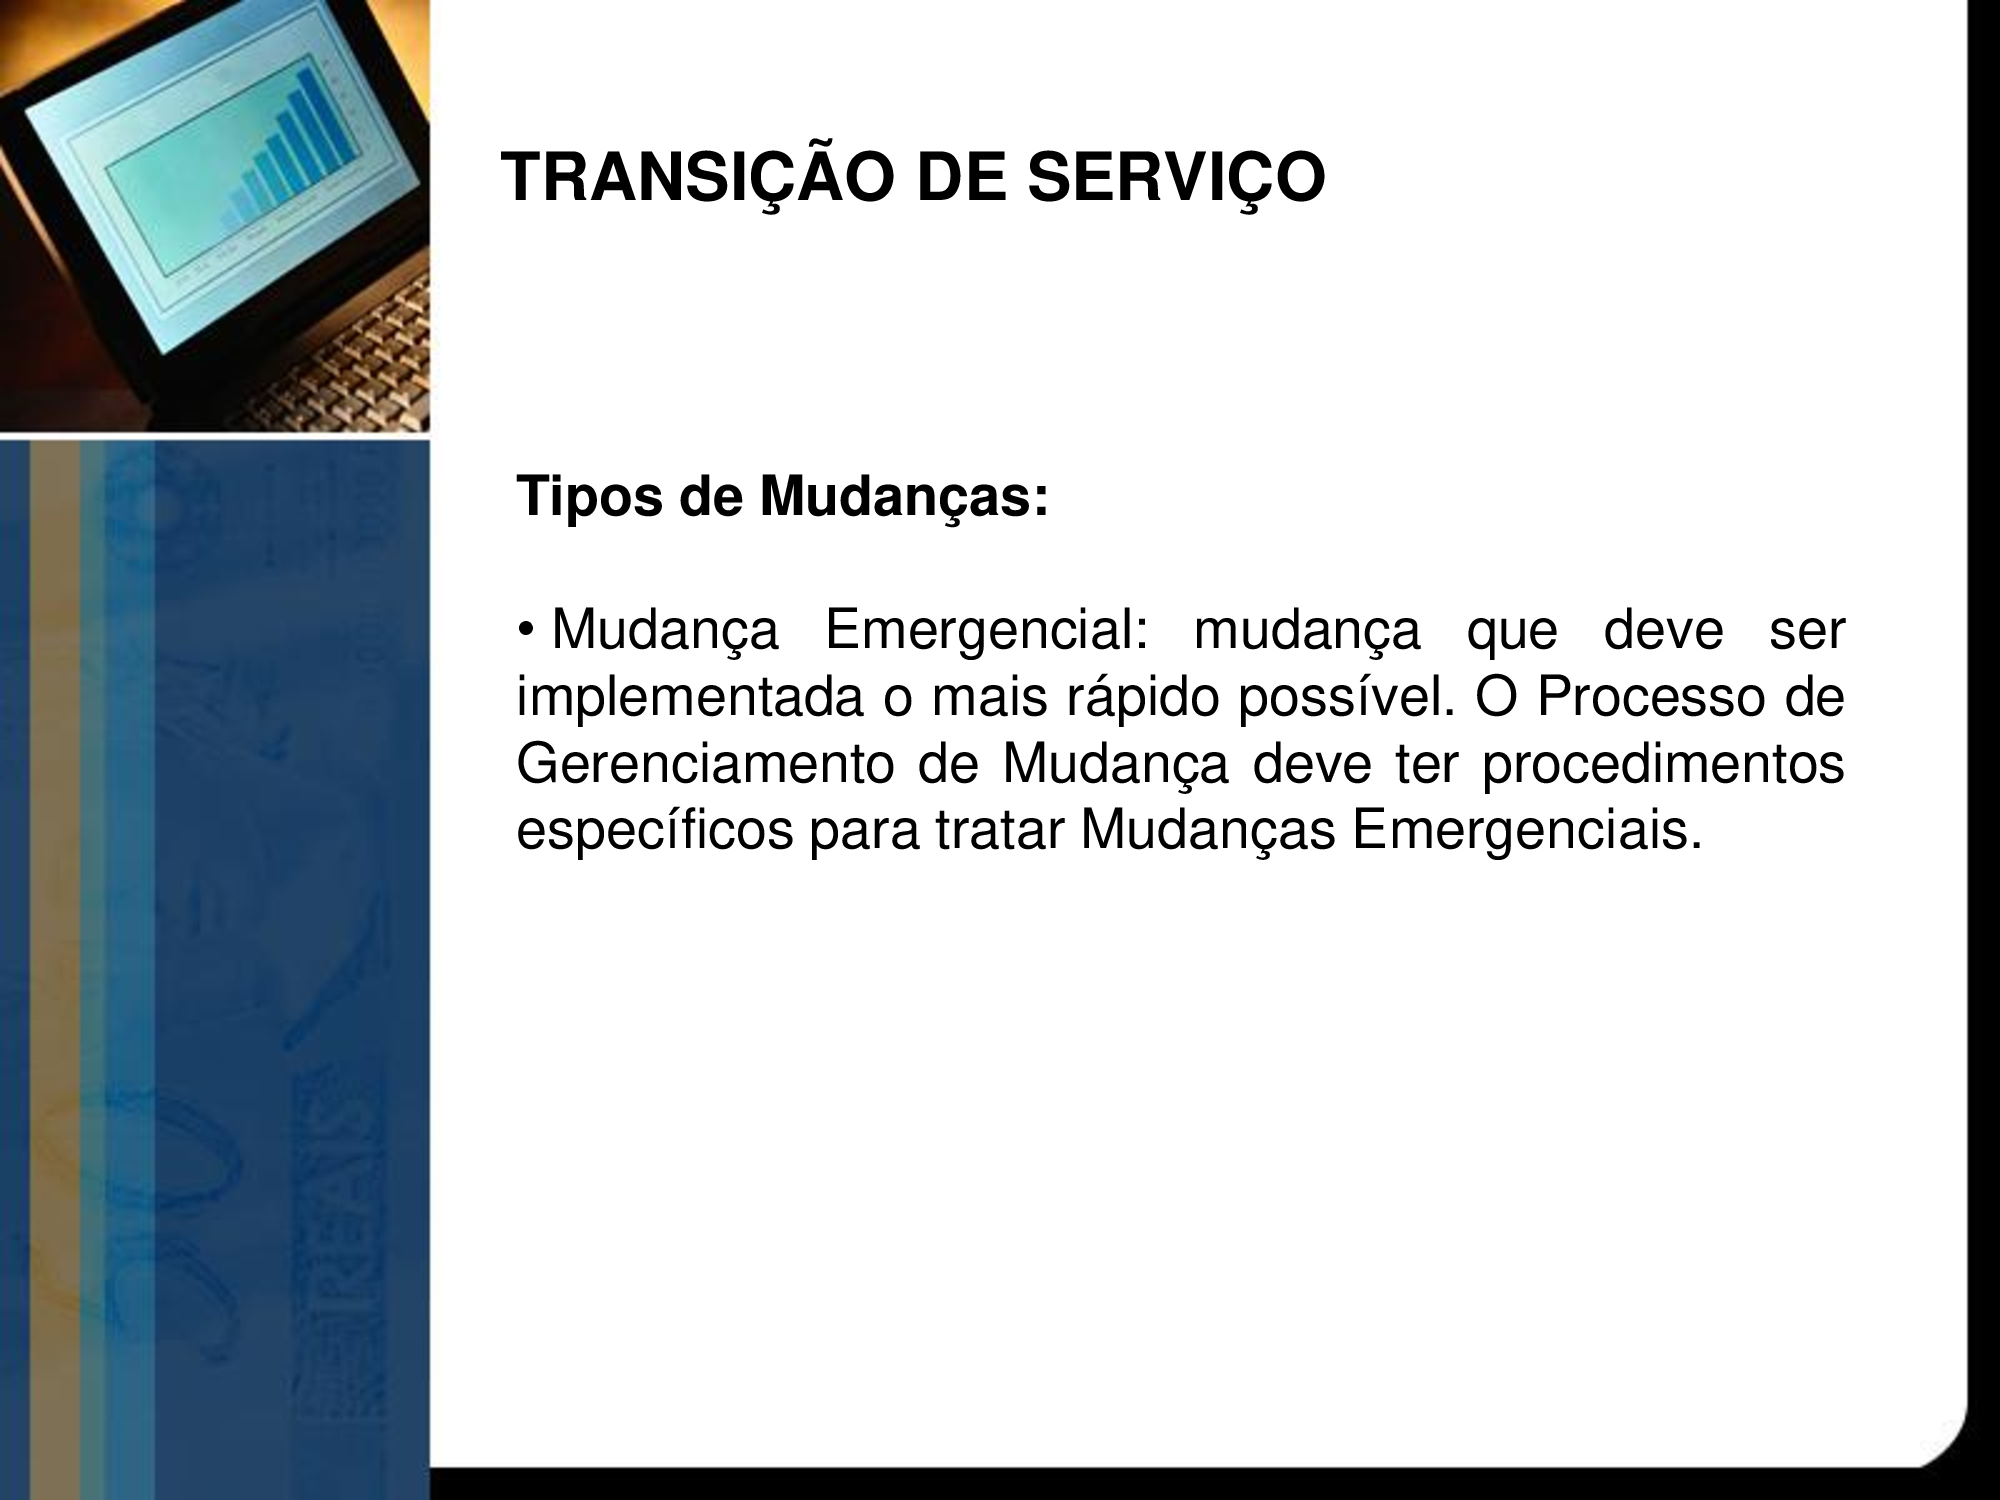 TRANSIÇÃO DE SERVIÇO
Tipos de Mudanças:
• Mudança Emergencial: mudança que deve ser
implementada o mais rápido possível. O Processo de
Gerenciamento de Mudança deve ter procedimentos
específicos para tratar Mudanças Emergenciais.
REAIS